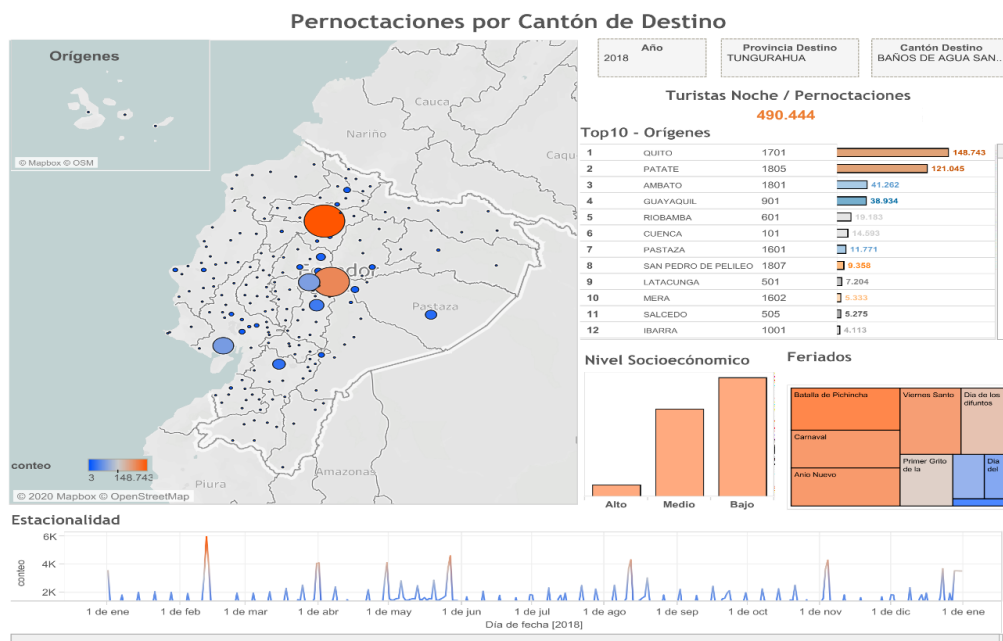 Pernoctaciones por Cantón de Destino
Orígenes
Cauca
Nariño
Caqu
© Mapbox © OSM
Pastaza
Amazonas
Piura
conteo
3 148.743
© 2020 Mapbox © OpenStreetMap
Año
2018
Provincia Destino
TUNGURAHUA
Cantón Destino
BAÑOS DE AGUA SAN..
Turistas Noche / Pernoctaciones
490.444
Top10 - Orígenes
1 QUITO 1701 148.743
2 PATATE 1805 121.045
3 AMBATO 1801 41.262
4 GUAYAQUIL 901 38.934
5 RIOBAMBA 601 19.183
6 CUENCA 101 14.593
7 PASTAZA 1601 11.771
8 SAN PEDRO DE PELILEO 1807 9.358
9 LATACUNGA 501 7.204
10 MERA 1602 5.333
11 SALCEDO 505 5.275
12 IBARRA 1001 4.113
Nivel Socioecónomico
Alto Medio Bajo
Feriados
Batalla de Pichincha
Carnaval
Anio Nuevo
Viernes Santo
Primer Grito
de la
Dia de los
difuntos
Dia
del
Estacionalidad
conteo
6K
4K
2K
1 de ene 1 de feb 1 de mar 1 de abr 1 de may 1 de jun 1 de jul 1 de ago 1 de sep 1 de oct 1 de nov 1 de dic 1 de ene
Día de fecha [2018]